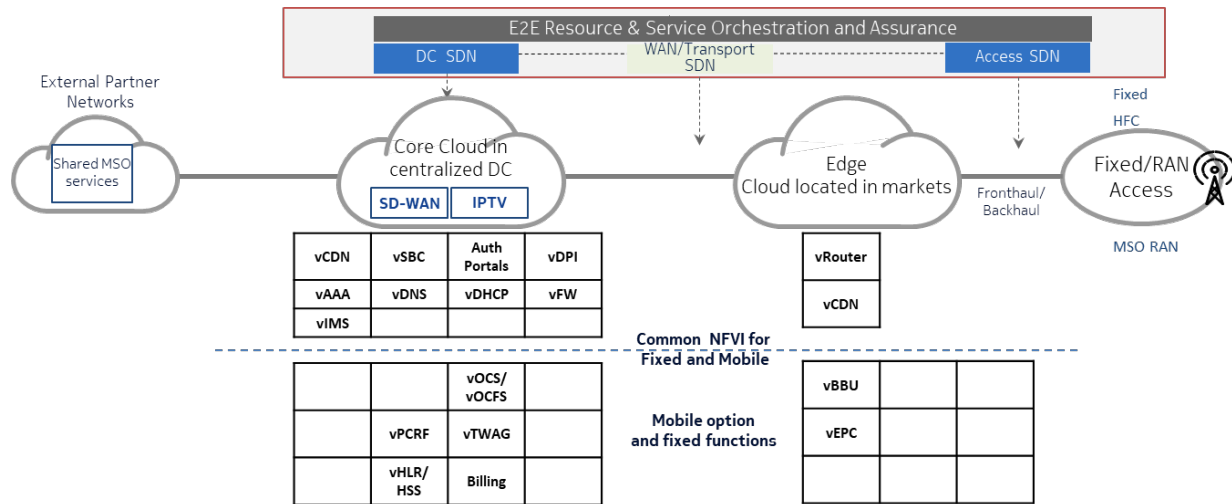 E2E Resource & Service Orchestration and Assurance
DC SDN
WAN/Transport
SDN
Access SDN
External Partner
Networks
Shared MSO
services
Core Cloud in
centralized DC
SD-WAN
IPTV
Edge
Cloud located in markets
Fronthaul/
Backhaul
Fixed
HFC
Fixed/RAN
Access
MSO RAN
vCDN
vSBC
Auth
Portals
vDPI
vAAA
vDNS
vDHCP
vFW
vIMS
vRouter
vCDN
Common NFVI for
Fixed and Mobile
vOCS/
vOCFS
vPCRF
vTWAG
vHLR/
HSS
Billing
Mobile option
and fixed functions
vBBU
vEPC